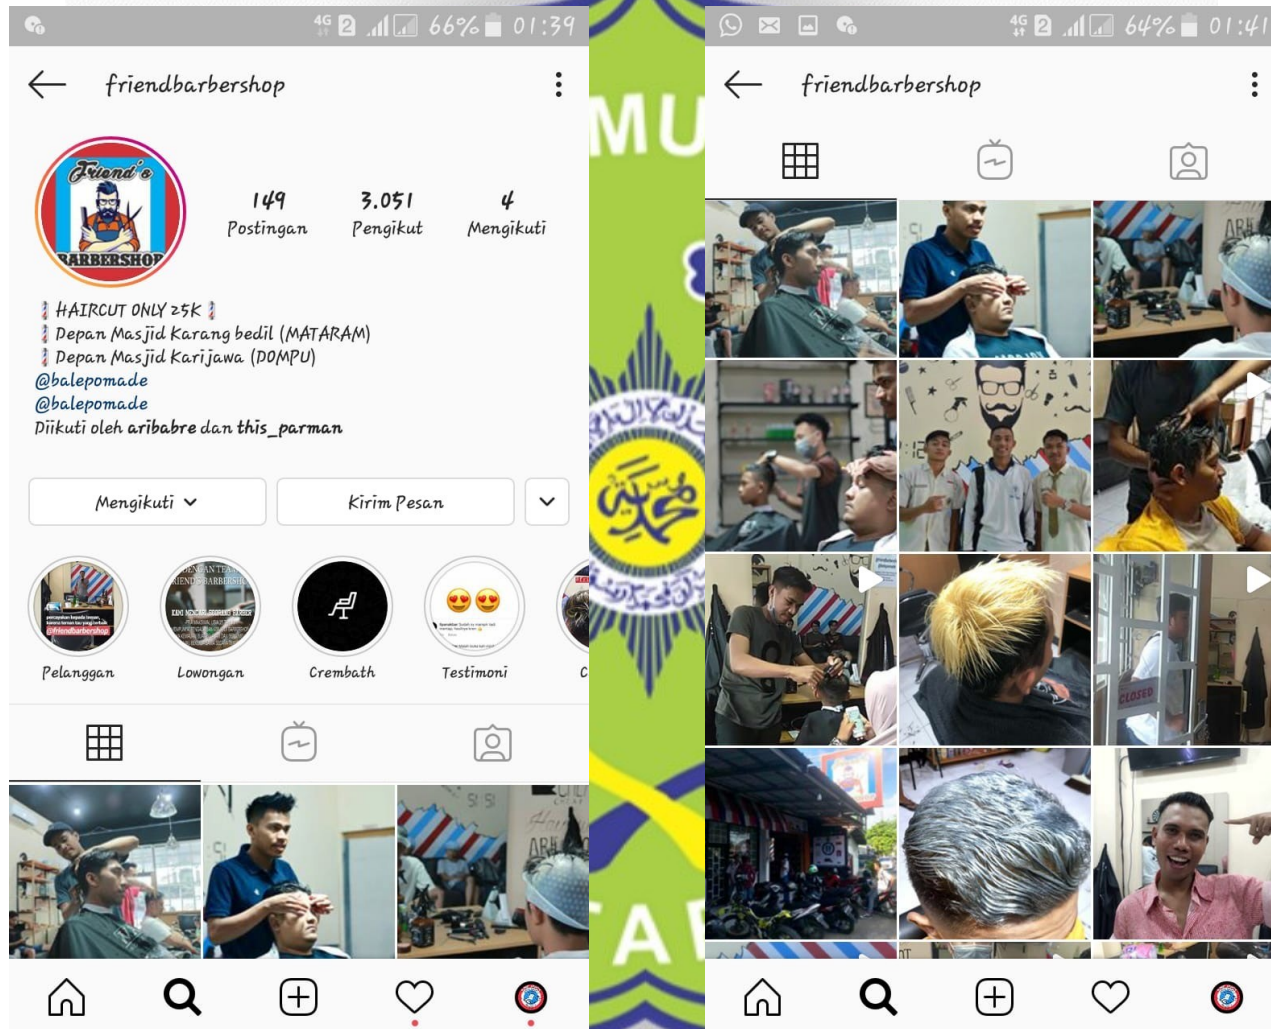 66% 01:39
friendbarbershop
Friend's
BARBERSHOP
149
Postingan
3.051
Pengikut
4
Mengikuti
HAIRCUT ONLY 25K
Depan Masjid Karang bedil (MATARAM)
Depan Masjid Karijawa (DOMPU)
@balepomade
@balepomade
Diikuti oleh aribabre dan this_parman
Mengikuti
Kirim Pesan
@friendbarbershop
Pelanggan
Lowongan
Crembath
Testimoni
C
MU
TA
4G 2 64% 01:41
friendbarbershop
CLOSED